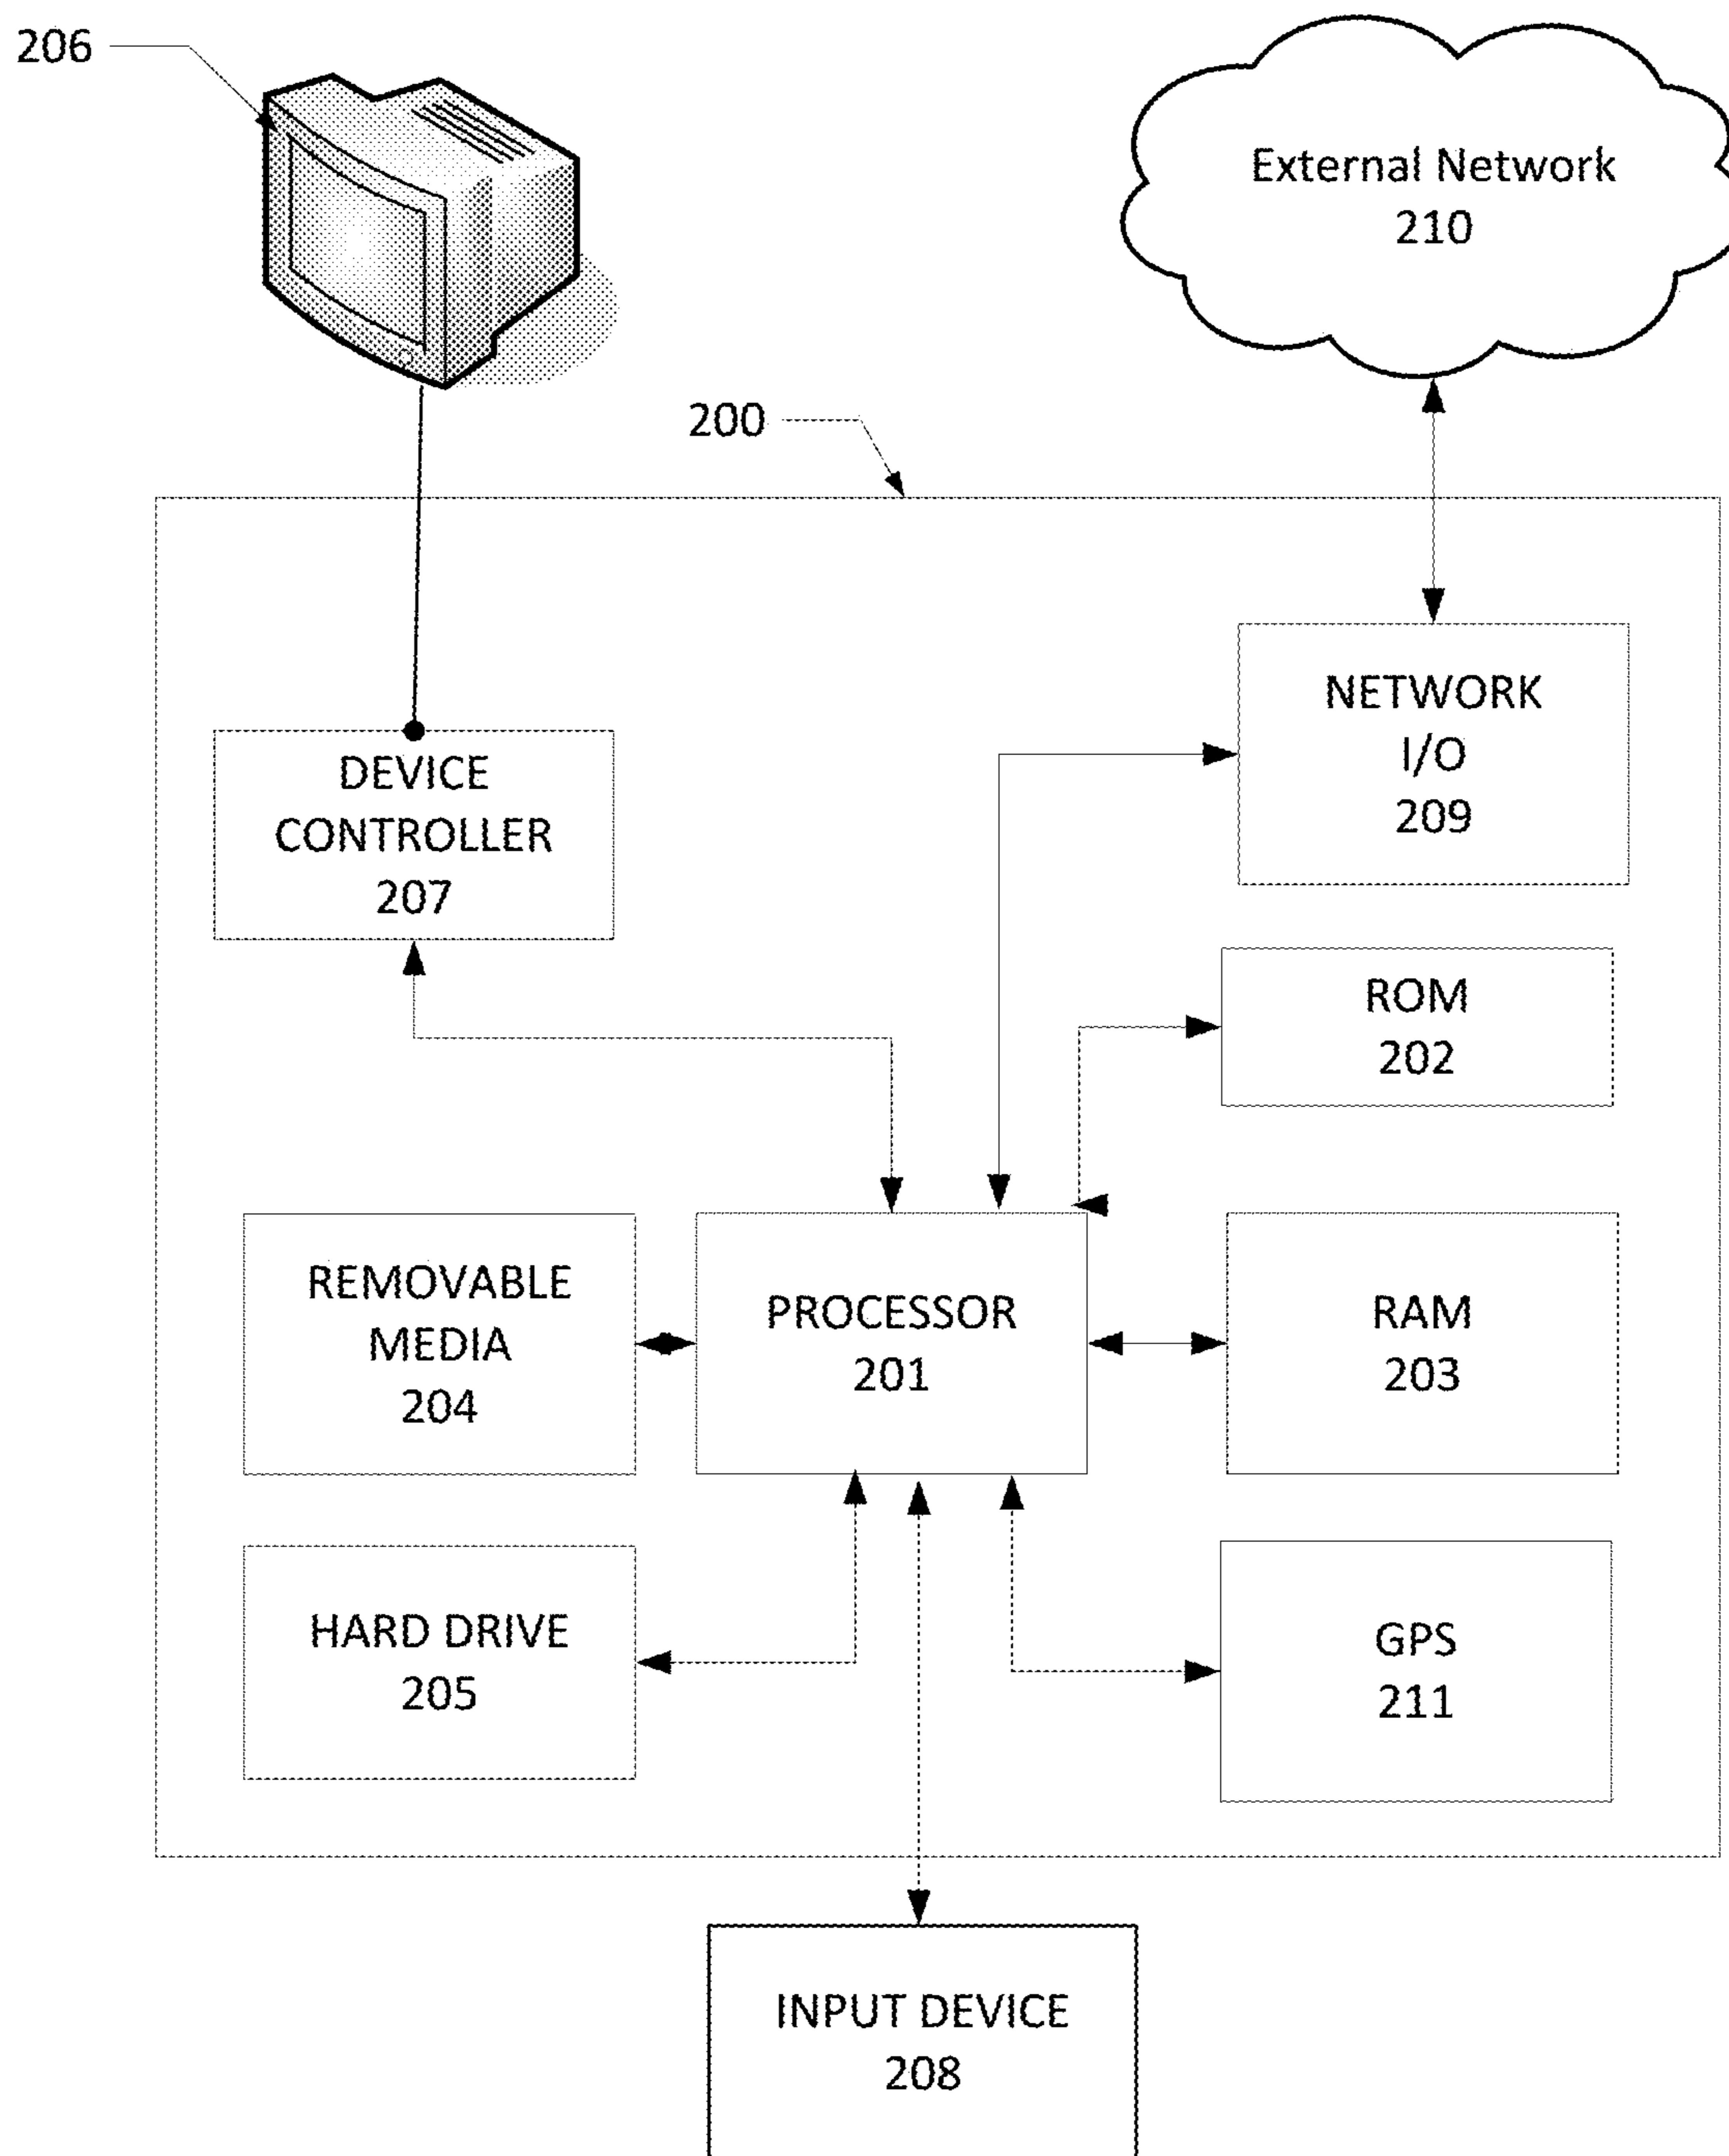 206
External Network
210
200
NETWORK
I/O
209
DEVICE
CONTROLLER
207
ROM
202
REMOVABLE
MEDIA
204
PROCESSOR
201
RAM
203
HARD DRIVE
205
GPS
211
INPUT DEVICE
208